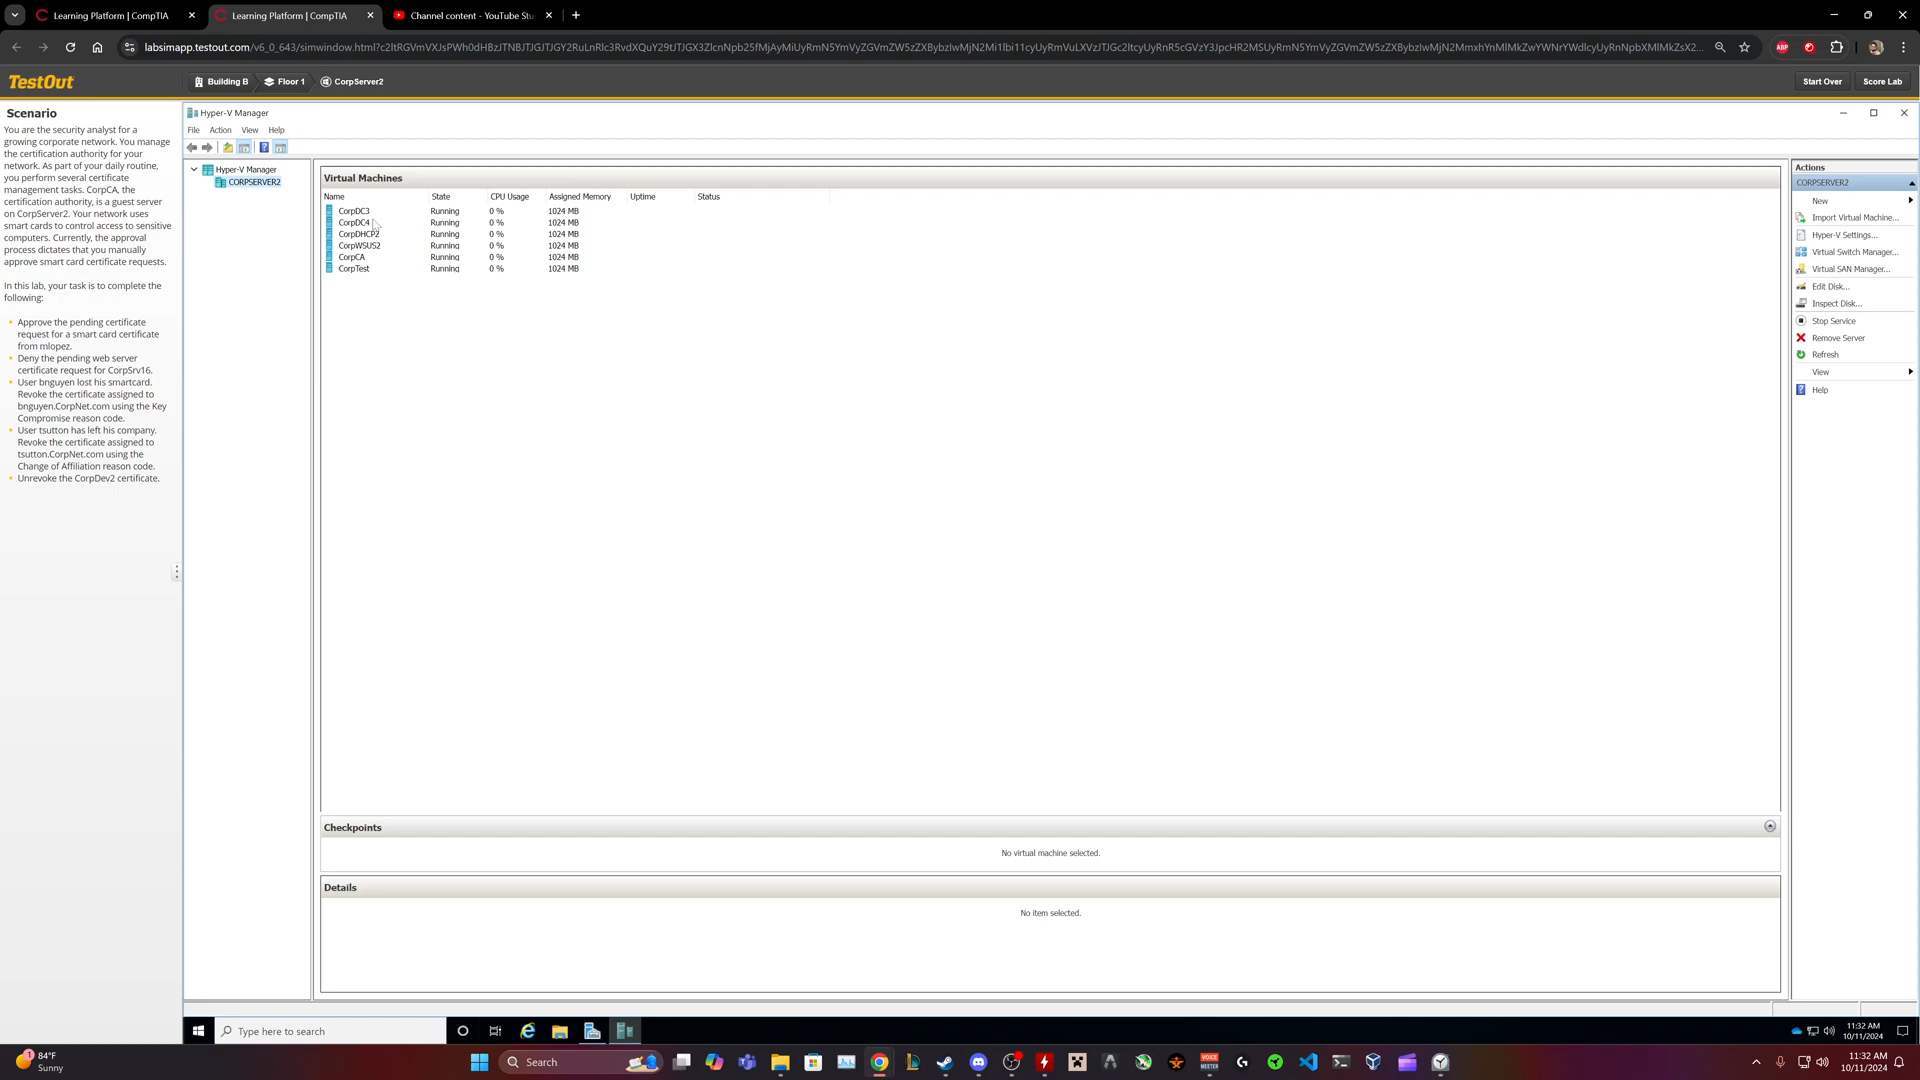 Learning Platform | CompTIA
Learning Platform | CompTIA
Channel content - YouTube Stu
TestOut
Building B
Floor 1
CorpServer2
Start Over
Score Lab
Scenario
You are the security analyst for a
growing corporate network. You manage
the certification authority for your
network. As part of your daily routine,
you perform several certificate
management tasks. CorpCA, the
certification authority, is a guest server
on CorpServer2. Your network uses
smart cards to control access to sensitive
computers. Currently, the approval
process dictates that you manually
approve smart card certificate requests.
In this lab, your task is to complete the
following:
Approve the pending certificate
request for a smart card certificate
from mlopez.
Deny the pending web server
certificate request for CorpSrv16.
User bnguyen lost his smartcard.
Revoke the certificate assigned to
bnguyen.CorpNet.com using the Key
Compromise reason code.
User tsutton has left his company.
Revoke the certificate assigned to
tsutton.CorpNet.com using the
Change of Affiliation reason code.
Unrevoke the CorpDev2 certificate.
Hyper-V Manager
File Action View Help
Hyper-V Manager
CORPSERVER2
Virtual Machines
Name State CPU Usage Assigned Memory Uptime Status
CorpDC3 Running 0 % 1024 MB
CorpDC4 Running 0 % 1024 MB
CorpDHCP2 Running 0 % 1024 MB
CorpWSUS2 Running 0 % 1024 MB
CorpCA Running 0 % 1024 MB
CorpTest Running 0 % 1024 MB
Checkpoints
No virtual machine selected.
Details
No item selected.
Actions
CORPSERVER2
New
Import Virtual Machine...
Hyper-V Settings...
Virtual Switch Manager...
Virtual SAN Manager...
Edit Disk...
Inspect Disk...
Stop Service
Remove Server
Refresh
View
Help
Type here to search
11:32 AM
10/11/2024
84°F
Sunny
Search
11:32 AM
10/11/2024